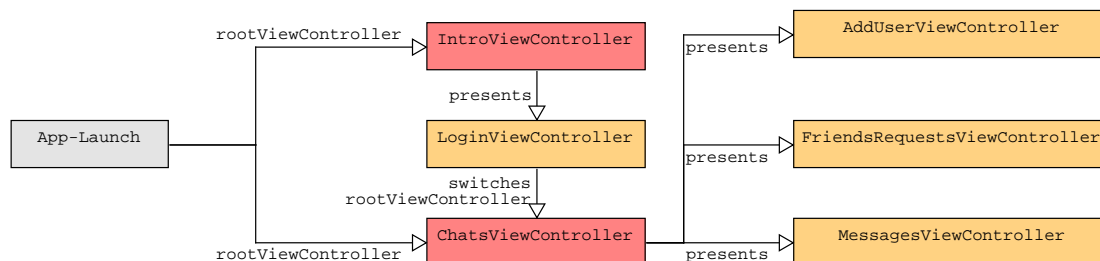 rootViewController
IntroViewController
presents
AddUserViewController
presents
App-Launch
LoginViewController
FriendsRequestsViewController
presents
switches
rootViewController
ChatsViewController
rootViewController
MessagesViewController
presents